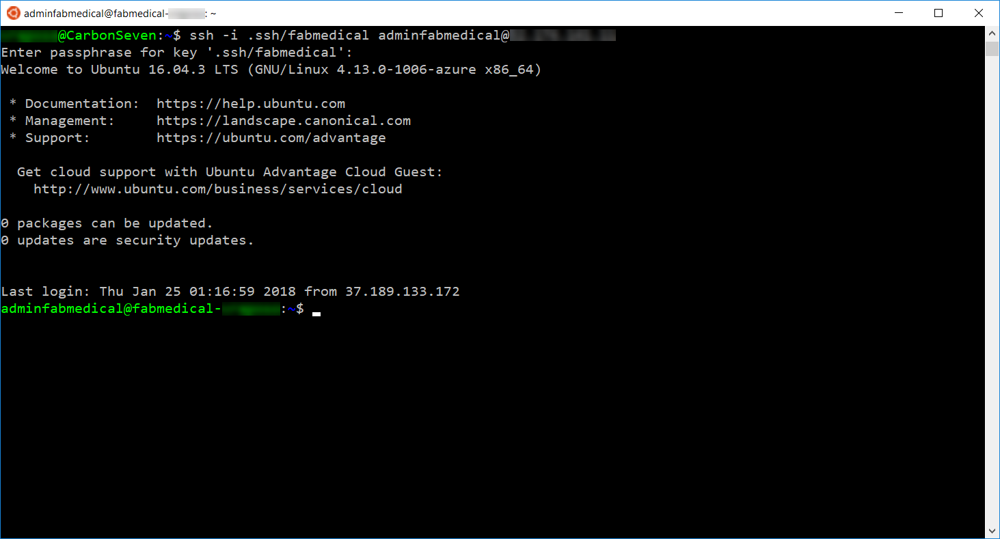 adminfabmedical@fabmedical- : ~
@CarbonSeven:~$ ssh -i .ssh/fabmedical adminfabmedical@
Enter passphrase for key '.ssh/fabmedical':
Welcome to Ubuntu 16.04.3 LTS (GNU/Linux 4.13.0-1006-azure x86_64)
* Documentation:  https://help.ubuntu.com
* Management:     https://landscape.canonical.com
* Support:        https://ubuntu.com/advantage
Get cloud support with Ubuntu Advantage Cloud Guest:
http://www.ubuntu.com/business/services/cloud
0 packages can be updated.
0 updates are security updates.
Last login: Thu Jan 25 01:16:59 2018 from 37.189.133.172
adminfabmedical@fabmedical- :~$